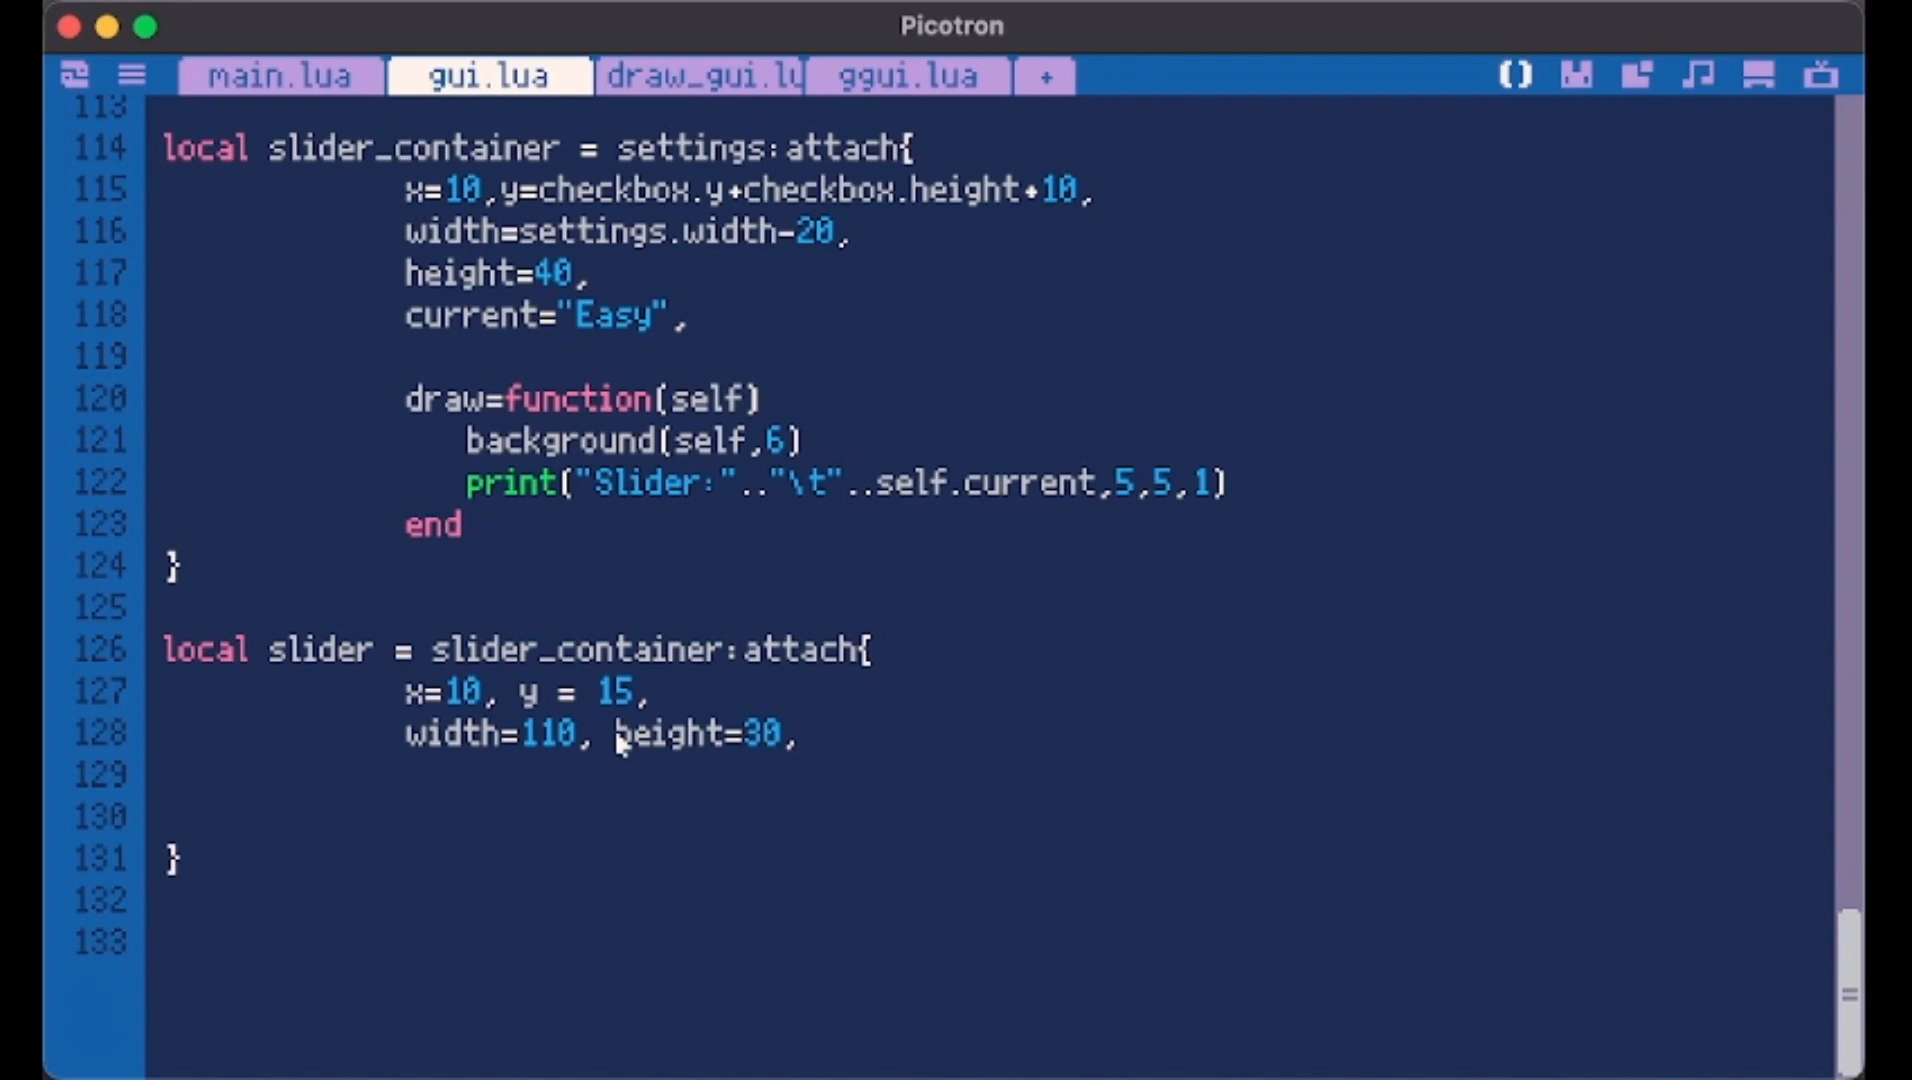 Picotron
main.lua gui.lua draw_gui.lu ggui.lua +
113
114 local slider_container = settings:attach{
115 x=10,y=checkbox.y+checkbox.height+10,
116 width=settings.width-20,
117 height=40,
118 current="Easy",
119
120 draw=function(self)
121 background(self,6)
122 print("Slider:".."\t"..self.current,5,5,1)
123 end
124 }
125
126 local slider = slider_container:attach{
127 x=10, y = 15,
128 width=110, height=30,
129
130
131 }
132
133